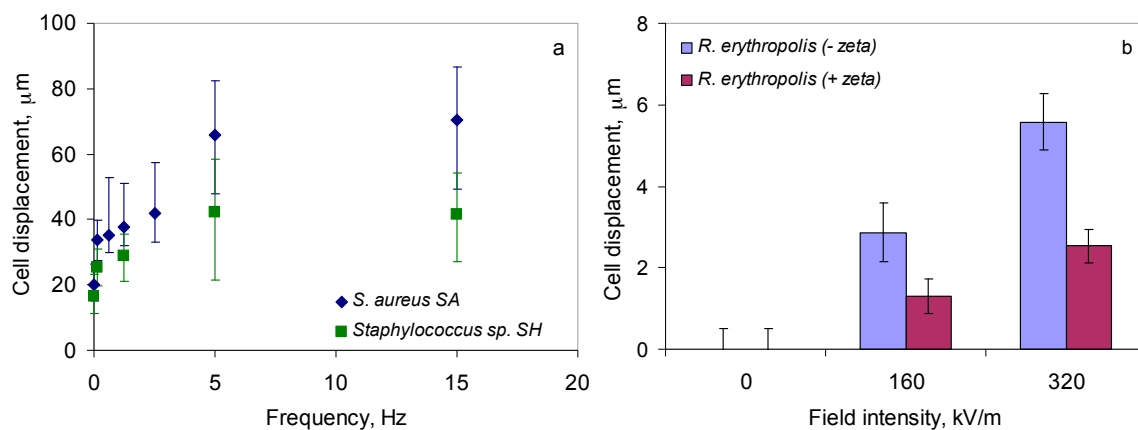 100
80
60
40
20
0
Cell displacement, μm
a
S. aureus SA
Staphylococcus sp. SH
0 5 10 15 20
Frequency, Hz
8
6
4
2
0
Cell displacement, μm
b
R. erythropolis (- zeta)
R. erythropolis (+ zeta)
0 160 320
Field intensity, kV/m